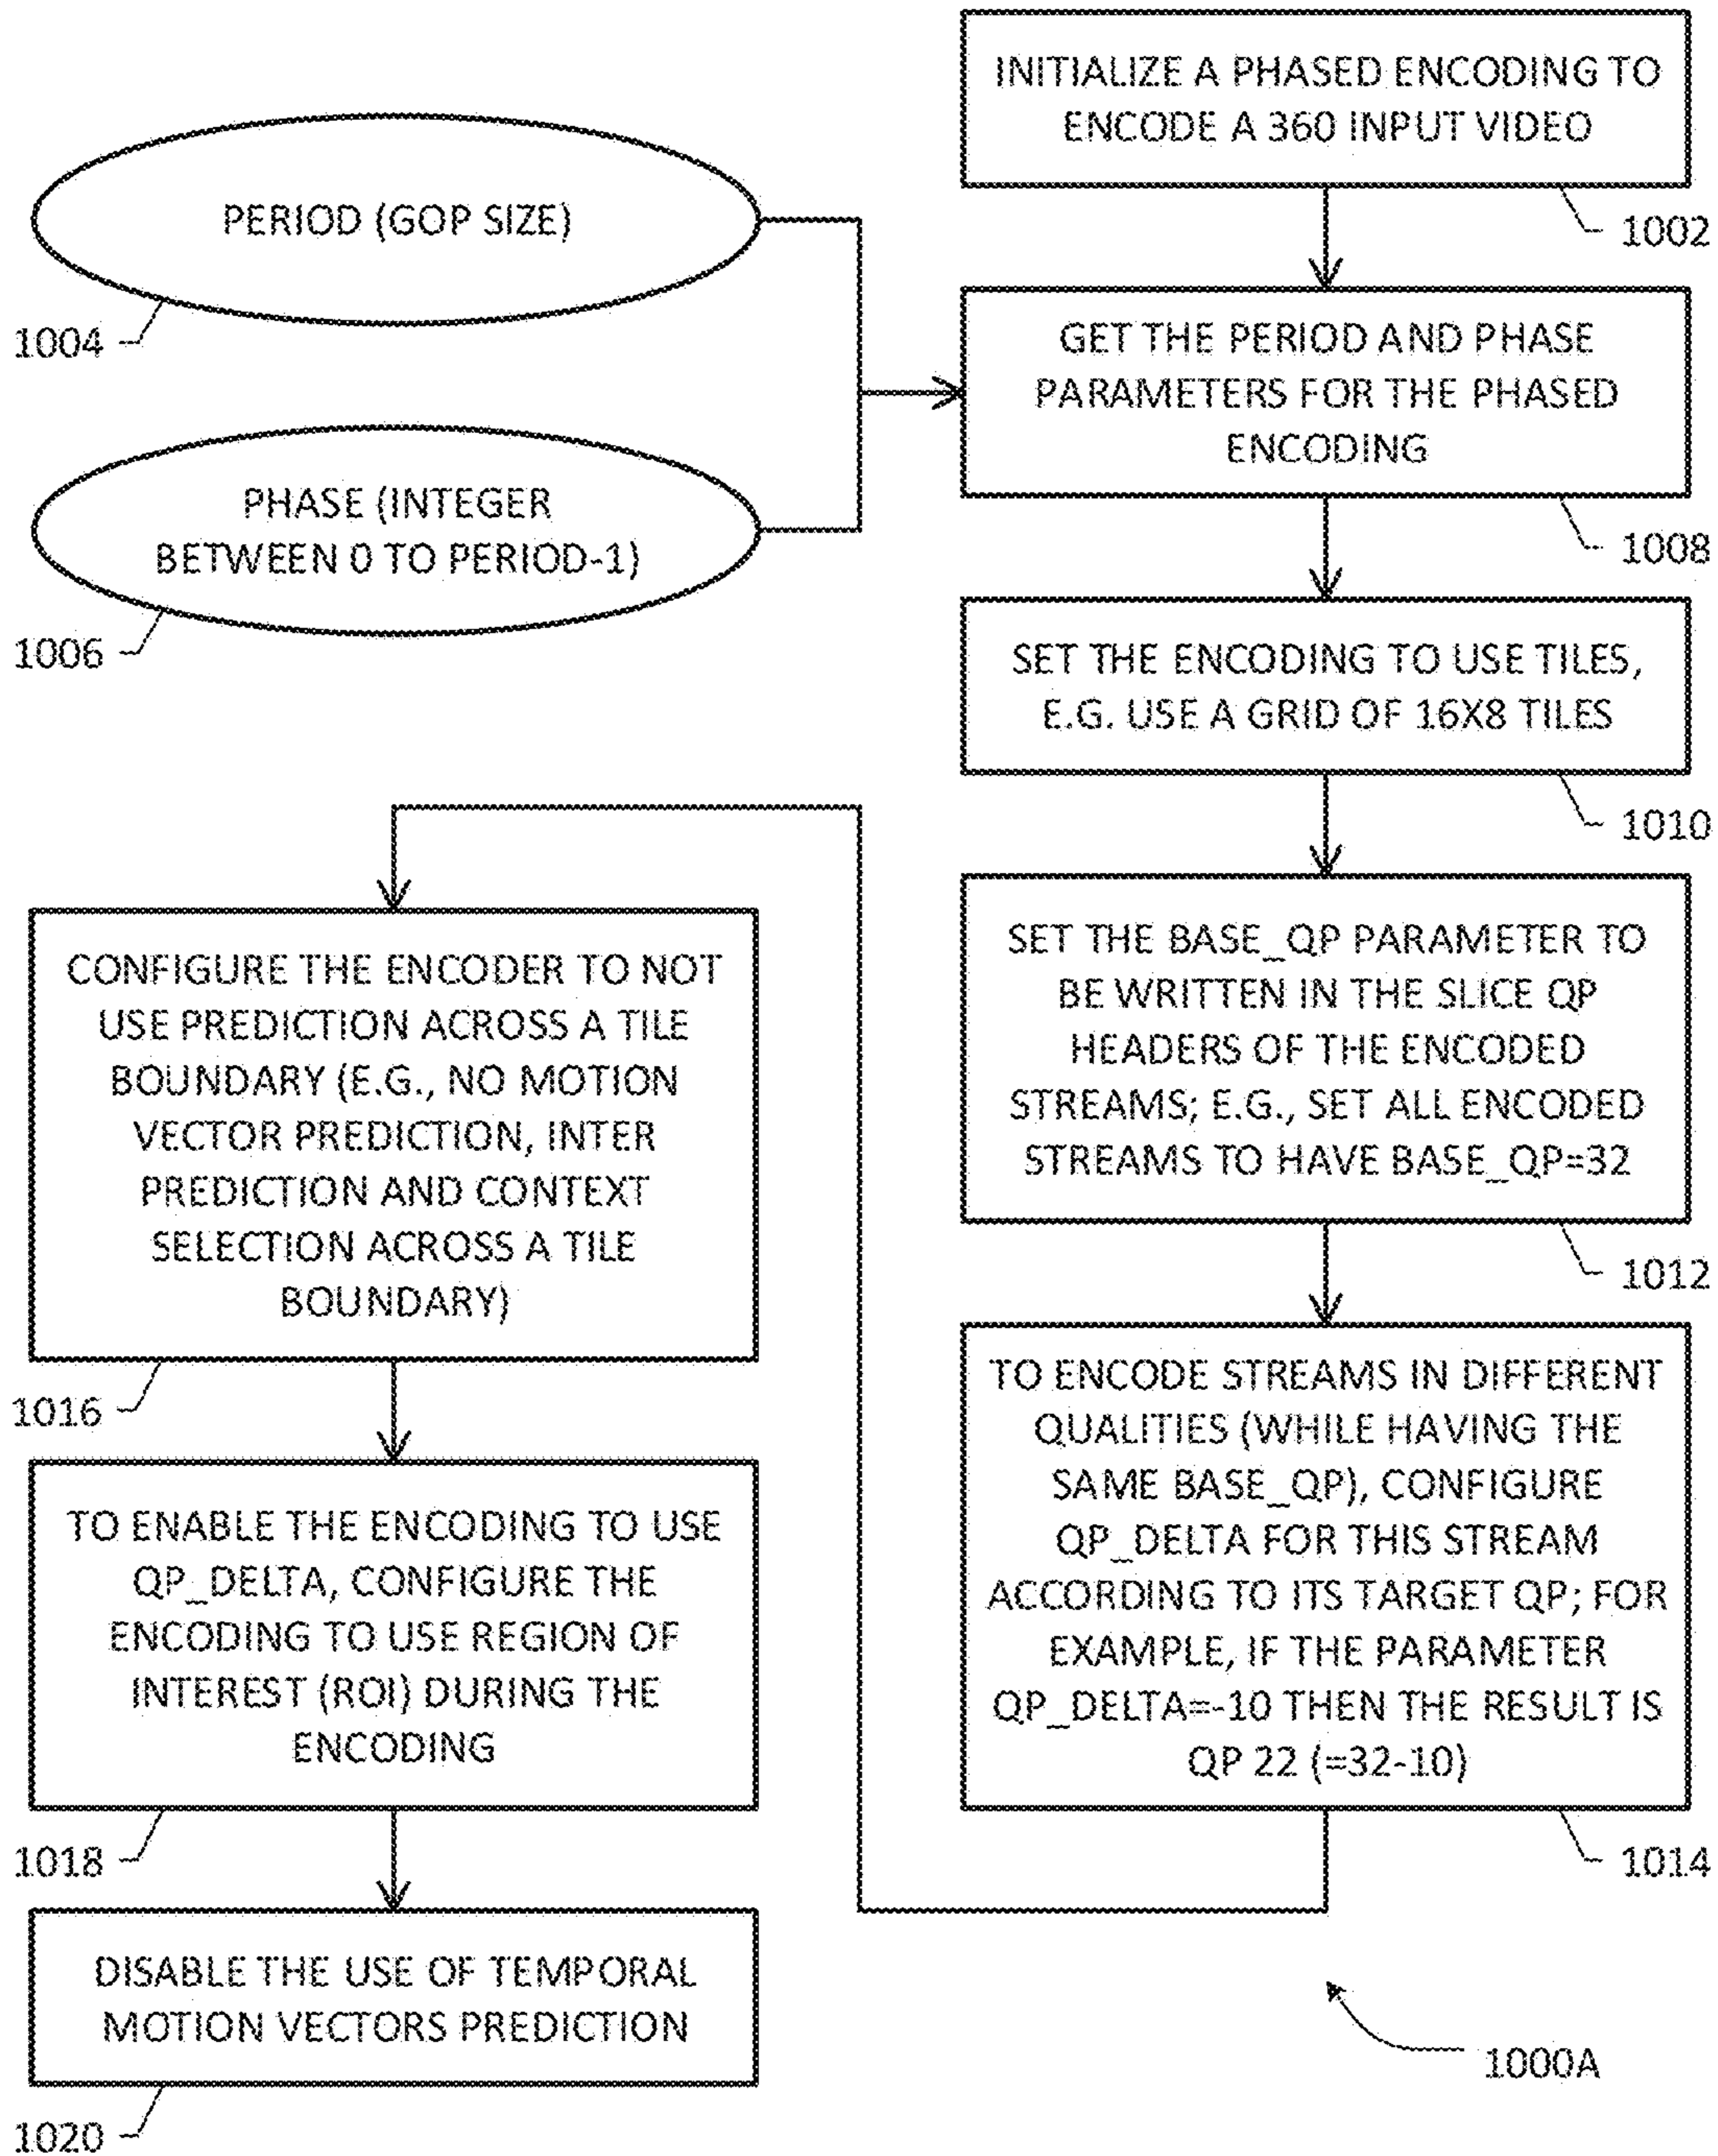 INITIALIZE A PHASED ENCODING TO
ENCODE A 360 INPUT VIDEO
1002
PERIOD (GOP SIZE)
1004
PHASE (INTEGER
BETWEEN 0 TO PERIOD-1)
1006
GET THE PERIOD AND PHASE
PARAMETERS FOR THE PHASED
ENCODING
1008
SET THE ENCODING TO USE TILES,
E.G. USE A GRID OF 16X8 TILES
1010
SET THE BASE_QP PARAMETER TO
BE WRITTEN IN THE SLICE QP
HEADERS OF THE ENCODED
STREAMS; E.G., SET ALL ENCODED
STREAMS TO HAVE BASE_QP=32
1012
TO ENCODE STREAMS IN DIFFERENT
QUALITIES (WHILE HAVING THE
SAME BASE_QP), CONFIGURE
QP_DELTA FOR THIS STREAM
ACCORDING TO ITS TARGET QP; FOR
EXAMPLE, IF THE PARAMETER
QP_DELTA=-10 THEN THE RESULT IS
QP 22 (=32-10)
1014
CONFIGURE THE ENCODER TO NOT
USE PREDICTION ACROSS A TILE
BOUNDARY (E.G., NO MOTION
VECTOR PREDICTION, INTER
PREDICTION AND CONTEXT
SELECTION ACROSS A TILE
BOUNDARY)
1016
TO ENABLE THE ENCODING TO USE
QP_DELTA, CONFIGURE THE
ENCODING TO USE REGION OF
INTEREST (ROI) DURING THE
ENCODING
1018
DISABLE THE USE OF TEMPORAL
MOTION VECTORS PREDICTION
1020
1000A